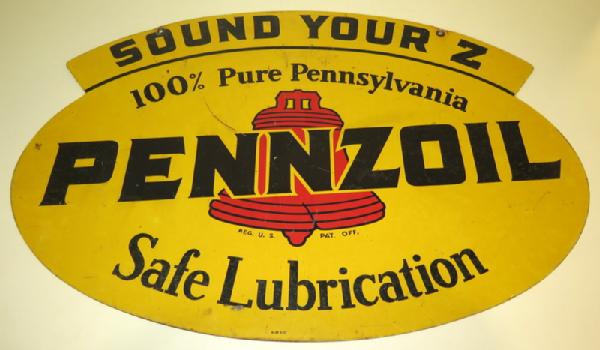 SOUND YOUR Z
100% Pure Pennsylvania
PENNZOIL
REG. U. S. PAT. OFF.
Safe Lubrication